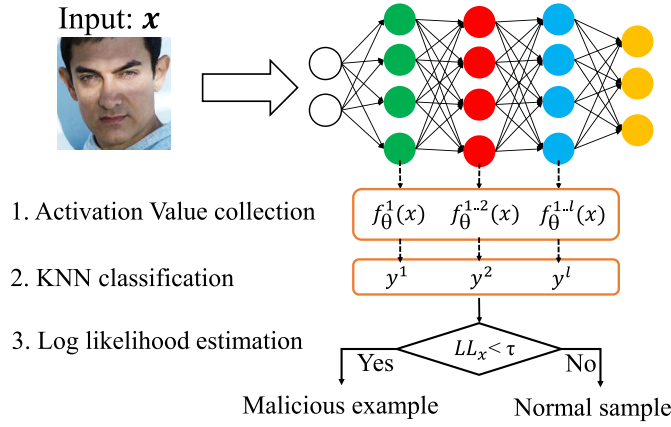 Input: x
1. Activation Value collection
f_θ^1(x) f_θ^{1..2}(x) f_θ^{1..l}(x)
2. KNN classification
y^1 y^2 y^l
3. Log likelihood estimation
LL_x < τ
Yes
No
Malicious example
Normal sample